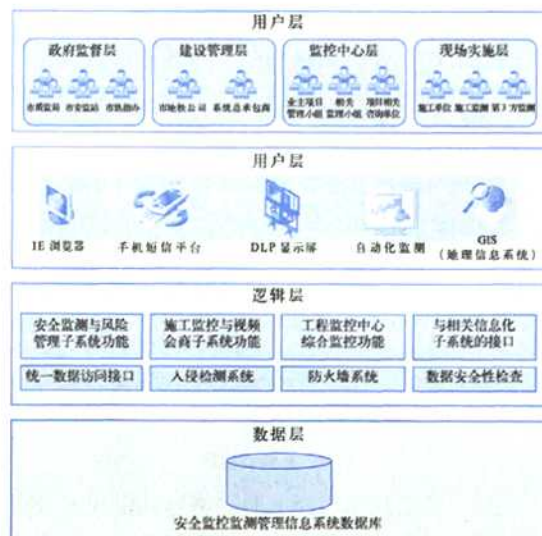 用户层
政府监督层
建设管理层
监控中心层
现场实施层
市质监局 市安监站 市铁指办
市地铁公司 系统总承包商
业主项目管理小组
相关监理小组
项目相关咨询单位
施工单位 施工监测 第3方监测
用户层
IE 浏览器
手机短信平台
DLP 显示屏
自动化监测
GIS
(地理信息系统)
逻辑层
安全监测与风险
管理子系统功能
施工监控与视频
会商子系统功能
工程监控中心
综合监控功能
与相关信息化
子系统的接口
统一数据访问接口
入侵检测系统
防火墙系统
数据安全性检查
数据层
安全监控监测管理信息系统数据库